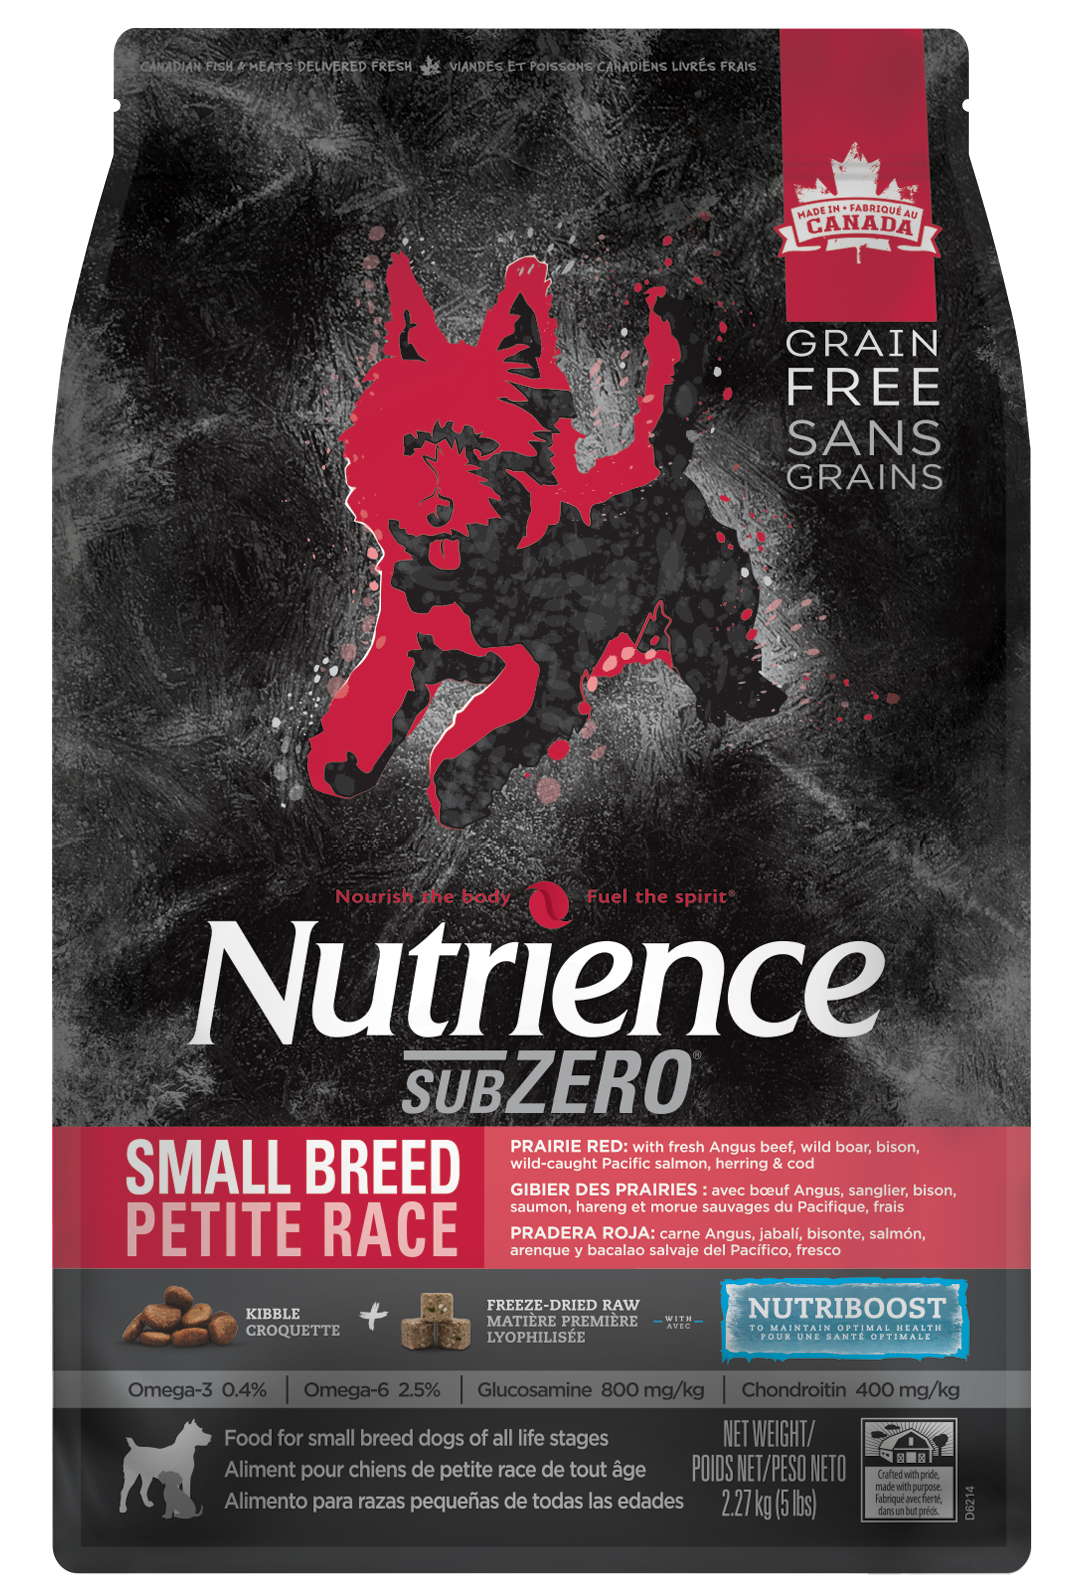 CANADIAN FISH & MEATS DELIVERED FRESH VIANDES ET POISSONS CANADIENS LIVRÉS FRAIS
MADE IN • FABRIQUÉ AU
CANADA
GRAIN
FREE
SANS
GRAINS
Nourish the body Fuel the spirit®
Nutrience
SUBZERO®
SMALL BREED
PETITE RACE
PRAIRIE RED: with fresh Angus beef, wild boar, bison,
wild-caught Pacific salmon, herring & cod
GIBIER DES PRAIRIES : avec bœuf Angus, sanglier, bison,
saumon, hareng et morue sauvages du Pacifique, frais
PRADERA ROJA: carne Angus, jabalí, bisonte, salmón,
arenque y bacalao salvaje del Pacífico, fresco
KIBBLE
CROQUETTE
+
FREEZE-DRIED RAW
MATIÈRE PREMIÈRE
LYOPHILISÉE
WITH
AVEC
NUTRIBOOST
TO MAINTAIN OPTIMAL HEALTH
POUR UNE SANTÉ OPTIMALE
Omega-3 0.4% | Omega-6 2.5% | Glucosamine 800 mg/kg | Chondroitin 400 mg/kg
Food for small breed dogs of all life stages
Aliment pour chiens de petite race de tout âge
Alimento para razas pequeñas de todas las edades
NET WEIGHT/
POIDS NET/PESO NETO
2.27 kg (5 lbs)
Crafted with pride,
made with purpose.
Fabriqué avec fierté,
dans un but précis.
D6214